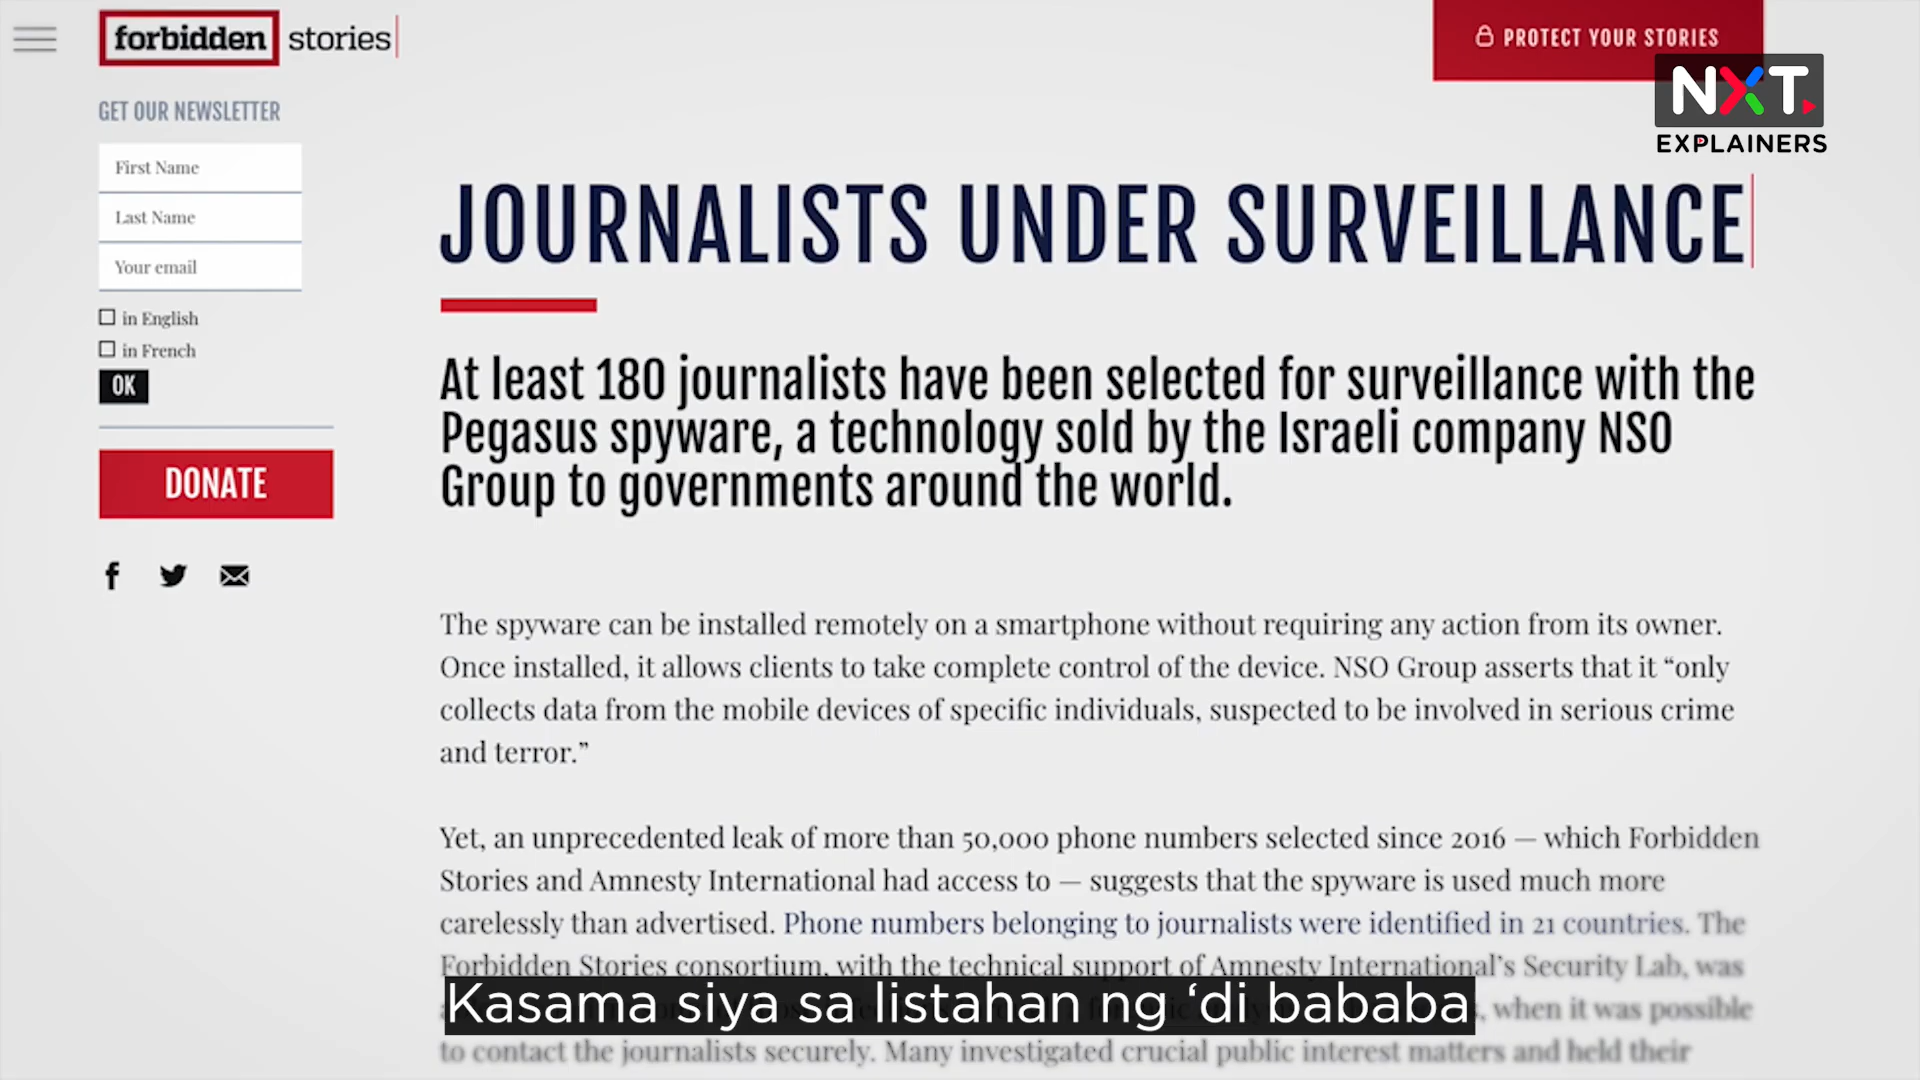 forbidden stories
PROTECT YOUR STORIES
NXT
EXPLAINERS
GET OUR NEWSLETTER
First Name
Last Name
Your email
in English
in French
OK
DONATE
JOURNALISTS UNDER SURVEILLANCE
At least 180 journalists have been selected for surveillance with the
Pegasus spyware, a technology sold by the Israeli company NSO
Group to governments around the world.
The spyware can be installed remotely on a smartphone without requiring any action from its owner.
Once installed, it allows clients to take complete control of the device. NSO Group asserts that it “only
collects data from the mobile devices of specific individuals, suspected to be involved in serious crime
and terror.”
Yet, an unprecedented leak of more than 50,000 phone numbers selected since 2016 — which Forbidden
Stories and Amnesty International had access to — suggests that the spyware is used much more
carelessly than advertised. Phone numbers belonging to journalists were identified in 21 countries. The
Forbidden Stories consortium, with the technical support of Amnesty International’s Security Lab, was
when it was possible
to contact the journalists securely. Many investigated crucial public interest matters and held their
Kasama siya sa listahan ng ‘di bababa